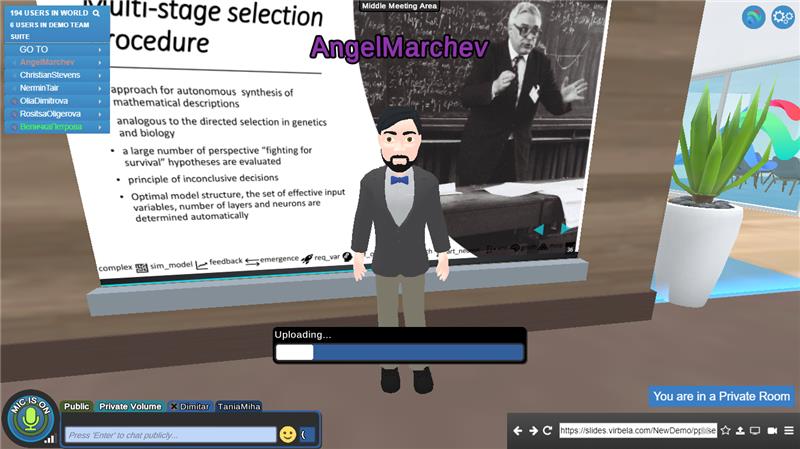 194 USERS IN WORLD
6 USERS IN DEMO TEAM
SUITE
GO TO
AngelMarchev
ChristianStevens
NerminTair
OliaDimitrova
RositsaOligerova
ВеличкаПетрова
Middle Meeting Area
AngelMarchev
Multi-stage selection
procedure
approach for autonomous synthesis of
mathematical descriptions
analogous to the directed selection in genetics
and biology
• a large number of perspective "fighting for
survival" hypotheses are evaluated
• principle of inconclusive decisions
• Optimal model structure, the set of effective input
variables, number of layers and neurons are
determined automatically
complex sim_model feedback emergence req_var
36
Uploading...
You are in a Private Room
MIC IS ON
Public Private Volume X Dimitar TaniaMiha
Press 'Enter' to chat publicly...
https://slides.virbela.com/NewDemo/pp